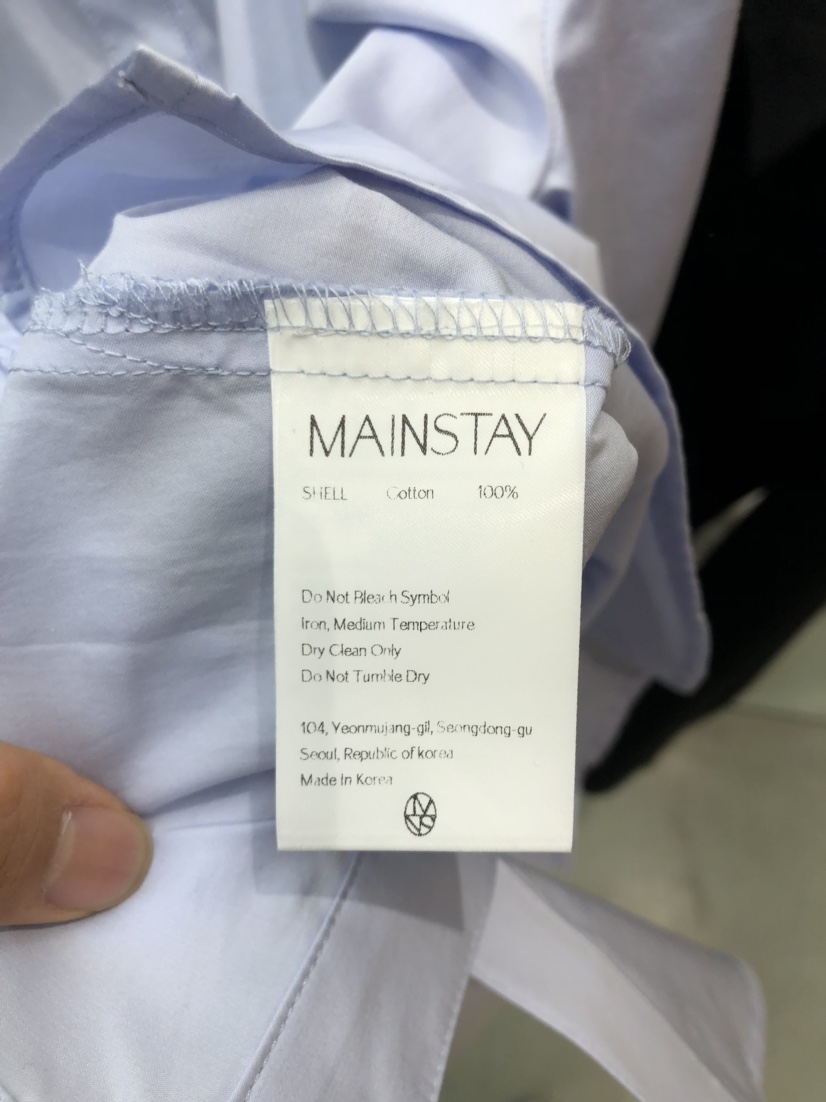 MAINSTAY
SHELL Cotton 100%
Do Not Bleach Symbol
Iron, Medium Temperature
Dry Clean Only
Do Not Tumble Dry
104, Yeonmujang-gil, Seongdong-gu
Seoul, Republic of korea
Made In Korea